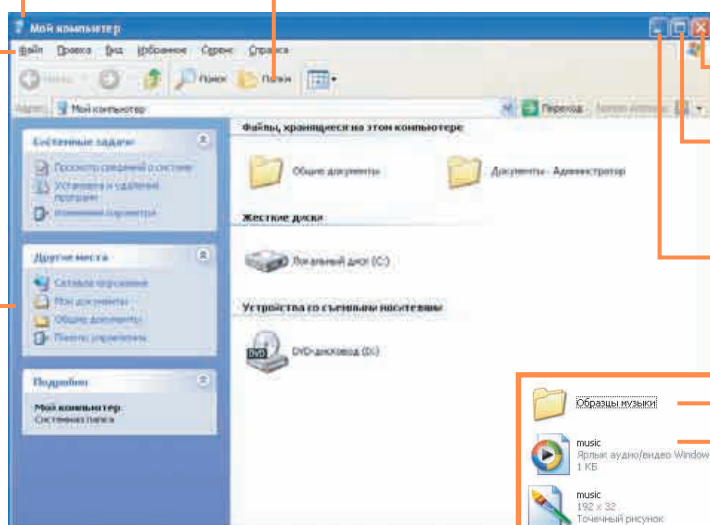 Мой компьютер
Файл Правка Вид Избранное Сервис Справка
Поиск Папки
Мой компьютер Переход
Системные задачи
Просмотр сведений о системе
Установка и удаление
программ
Изменение параметра
Другие места
Сетевое окружение
Мои документы
Общие документы
Панель управления
Подробно
Мой компьютер
Системная папка
Файлы, хранящиеся на этом компьютере
Общие документы
Документы - Администратор
Жесткие диски
Локальный диск (C:)
Устройства со съемными носителями
DVD-дисковод (D:)
Образцы музыки
music
Ярлык аудио/видео Window
1 КБ
music
192 x 32
Точечный рисунок